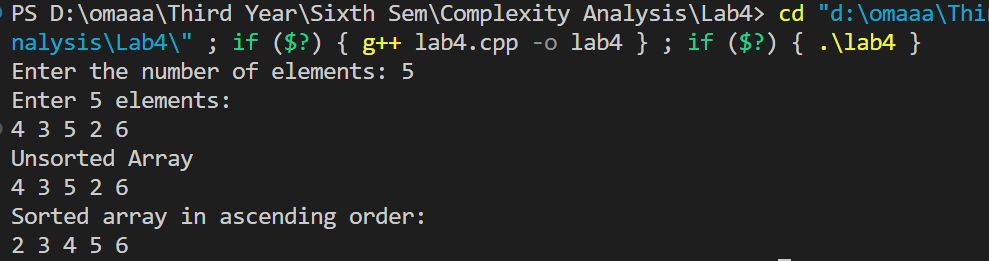 PS D:\omaaa\Third Year\Sixth Sem\Complexity Analysis\Lab4> cd "d:\omaaa\Thi
nalysis\Lab4\" ; if ($?) { g++ lab4.cpp -o lab4 } ; if ($?) { .\lab4 }
Enter the number of elements: 5
Enter 5 elements:
4 3 5 2 6
Unsorted Array
4 3 5 2 6
Sorted array in ascending order:
2 3 4 5 6